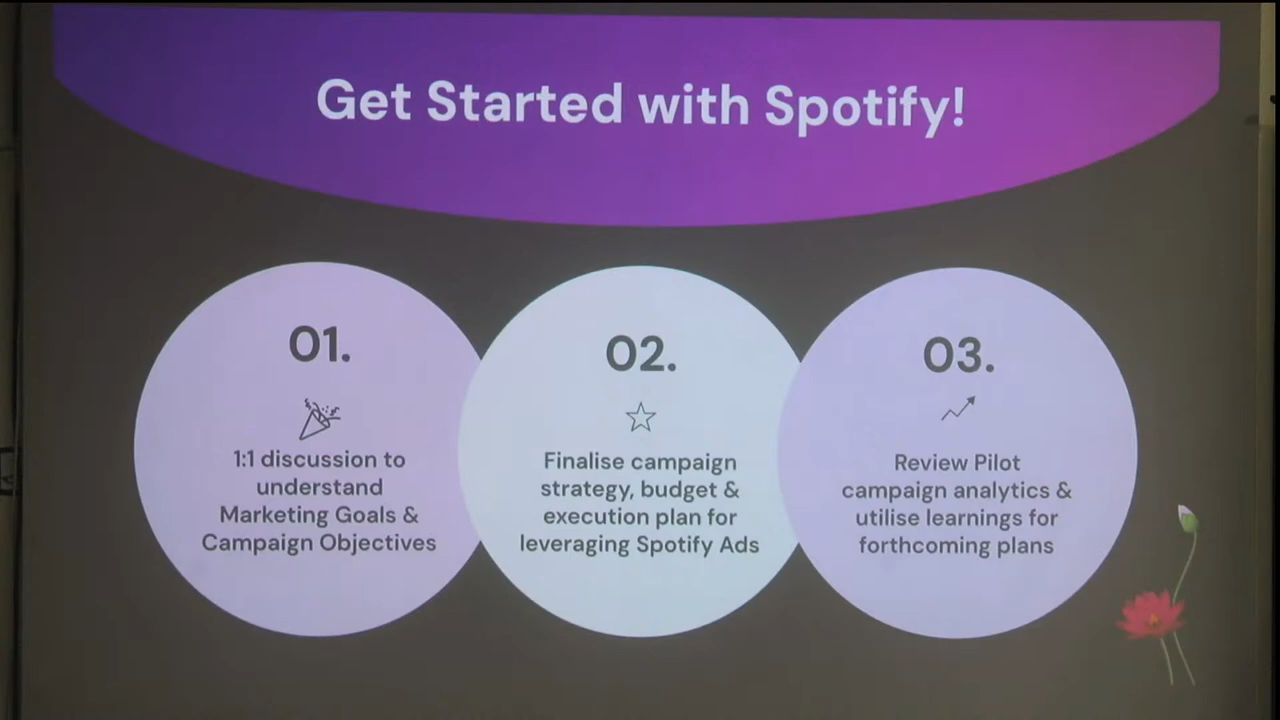 Get Started with Spotify!
01.
1:1 discussion to
understand
Marketing Goals &
Campaign Objectives
02.
Finalise campaign
strategy, budget &
execution plan for
leveraging Spotify Ads
03.
Review Pilot
campaign analytics &
utilise learnings for
forthcoming plans